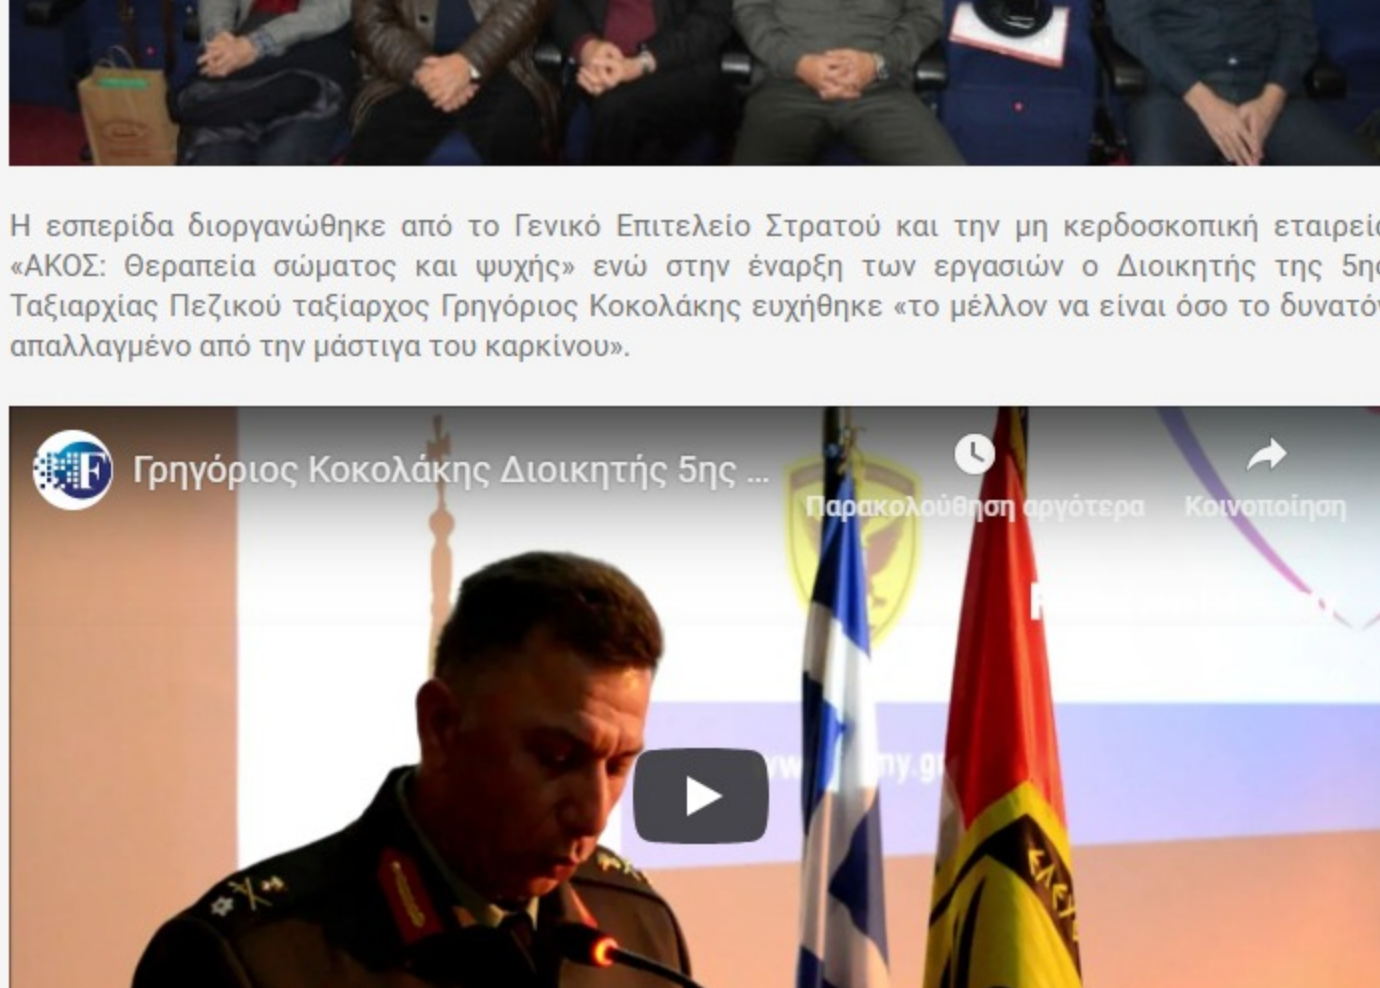 Η εσπερίδα διοργανώθηκε από το Γενικό Επιτελείο Στρατού και την μη κερδοσκοπική εταιρεία
«ΑΚΟΣ: Θεραπεία σώματος και ψυχής» ενώ στην έναρξη των εργασιών ο Διοικητής της 5ης
Ταξιαρχίας Πεζικού ταξίαρχος Γρηγόριος Κοκολάκης ευχήθηκε «το μέλλον να είναι όσο το δυνατόν
απαλλαγμένο από την μάστιγα του καρκίνου».
F
Γρηγόριος Κοκολάκης Διοικητής 5ης ...
Παρακολούθηση αργότερα
Κοινοποίηση